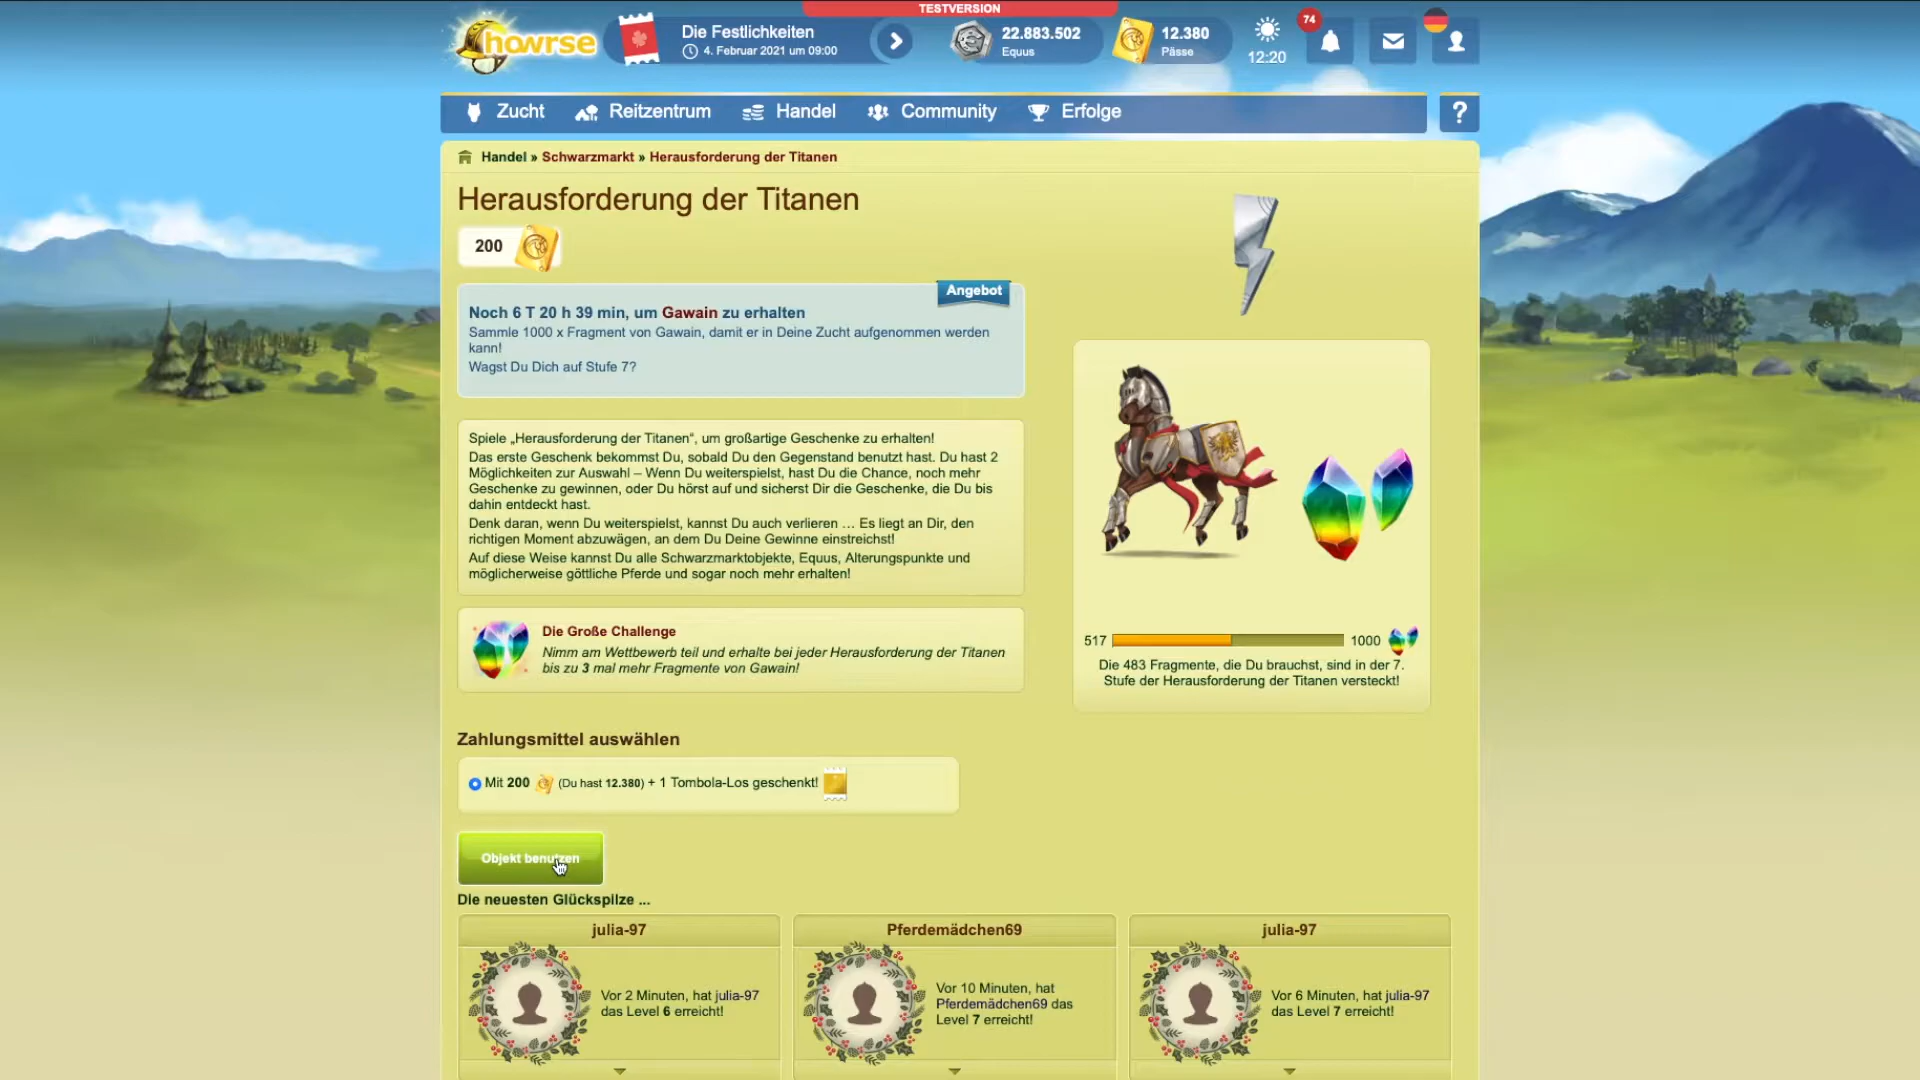 TESTVERSION
howrse
Die Festlichkeiten
4. Februar 2021 um 09:00
22.883.502
Equus
12.380
Pässe
12:20
74
Zucht
Reitzentrum
Handel
Community
Erfolge
?
Handel » Schwarzmarkt » Herausforderung der Titanen
Herausforderung der Titanen
200
Angebot
Noch 6 T 20 h 39 min, um Gawain zu erhalten
Sammle 1000 x Fragment von Gawain, damit er in Deine Zucht aufgenommen werden
kann!
Wagst Du Dich auf Stufe 7?
Spiele „Herausforderung der Titanen“, um großartige Geschenke zu erhalten!
Das erste Geschenk bekommst Du, sobald Du den Gegenstand benutzt hast. Du hast 2
Möglichkeiten zur Auswahl – Wenn Du weiterspielst, hast Du die Chance, noch mehr
Geschenke zu gewinnen, oder Du hörst auf und sicherst Dir die Geschenke, die Du bis
dahin entdeckt hast.
Denk daran, wenn Du weiterspielst, kannst Du auch verlieren … Es liegt an Dir, den
richtigen Moment abzuwägen, an dem Du Deine Gewinne einstreichst!
Auf diese Weise kannst Du alle Schwarzmarktobjekte, Equus, Alterungspunkte und
möglicherweise göttliche Pferde und sogar noch mehr erhalten!
Die Große Challenge
Nimm am Wettbewerb teil und erhalte bei jeder Herausforderung der Titanen
bis zu 3 mal mehr Fragmente von Gawain!
517
1000
Die 483 Fragmente, die Du brauchst, sind in der 7.
Stufe der Herausforderung der Titanen versteckt!
Zahlungsmittel auswählen
Mit 200 (Du hast 12.380) + 1 Tombola-Los geschenkt!
Objekt benutzen
Die neuesten Glückspilze ...
julia-97
Vor 2 Minuten, hat julia-97
das Level 6 erreicht!
Pferdemädchen69
Vor 10 Minuten, hat
Pferdemädchen69 das
Level 7 erreicht!
julia-97
Vor 6 Minuten, hat julia-97
das Level 7 erreicht!